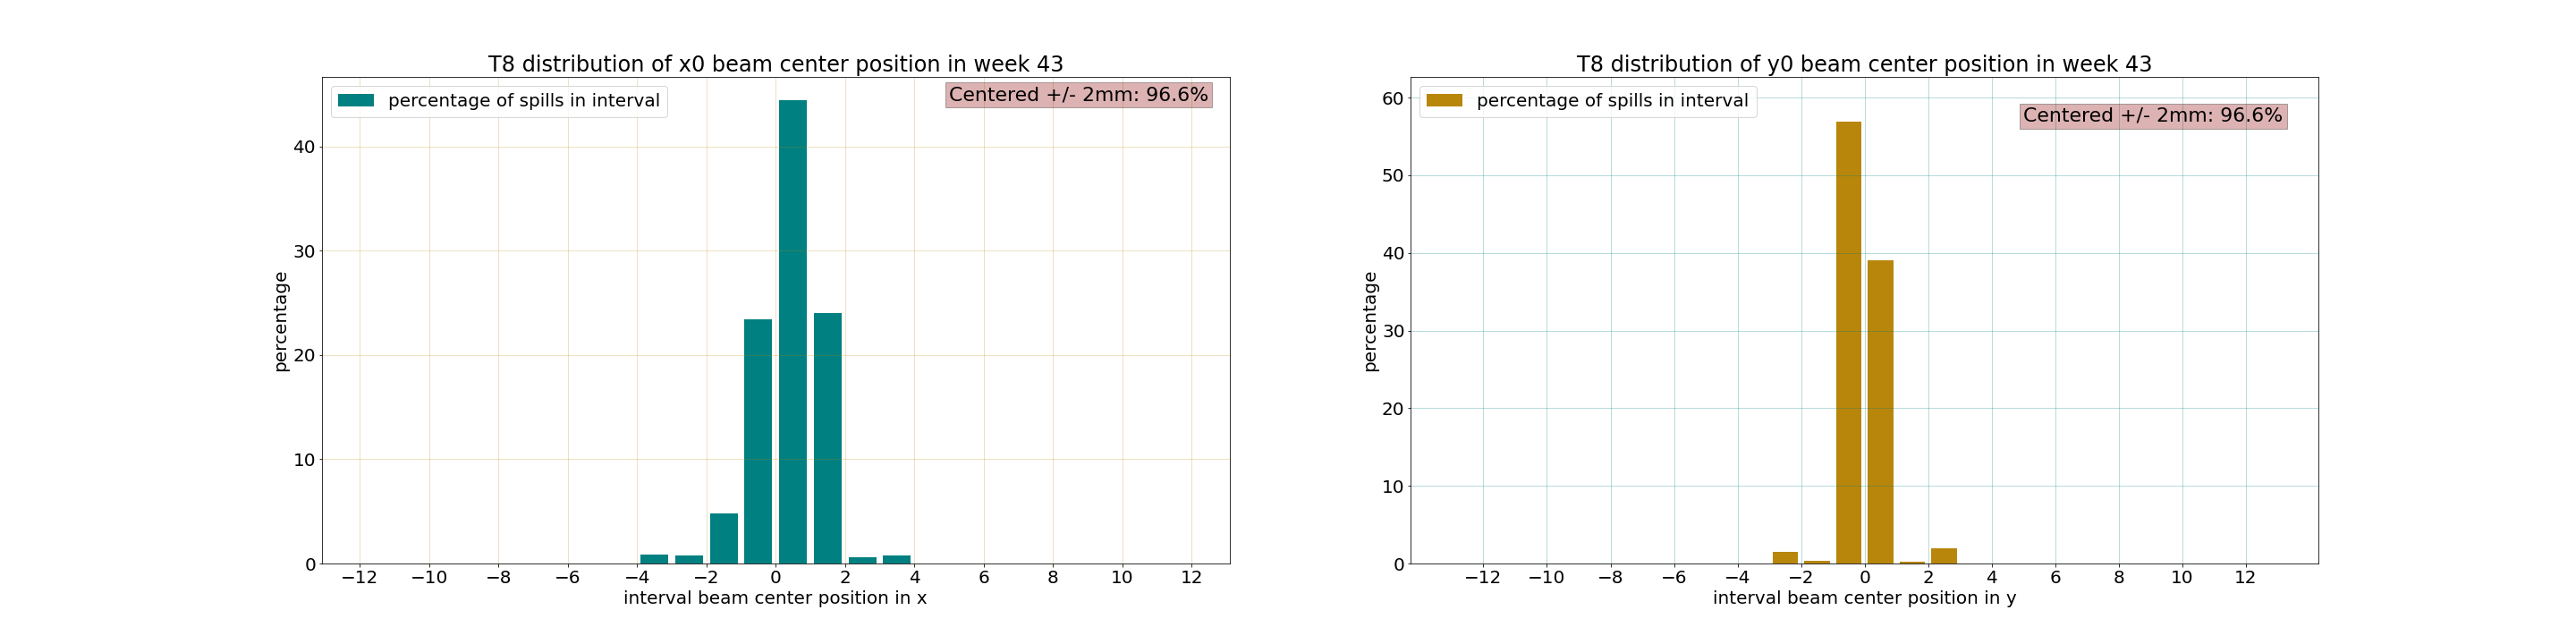 T8 distribution of x0 beam center position in week 43
percentage of spills in interval
Centered +/- 2mm: 96.6%
40
30
20
10
0
percentage
−12 −10 −8 −6 −4 −2 0 2 4 6 8 10 12
interval beam center position in x
T8 distribution of y0 beam center position in week 43
percentage of spills in interval
Centered +/- 2mm: 96.6%
60
50
40
30
20
10
0
percentage
−12 −10 −8 −6 −4 −2 0 2 4 6 8 10 12
interval beam center position in y